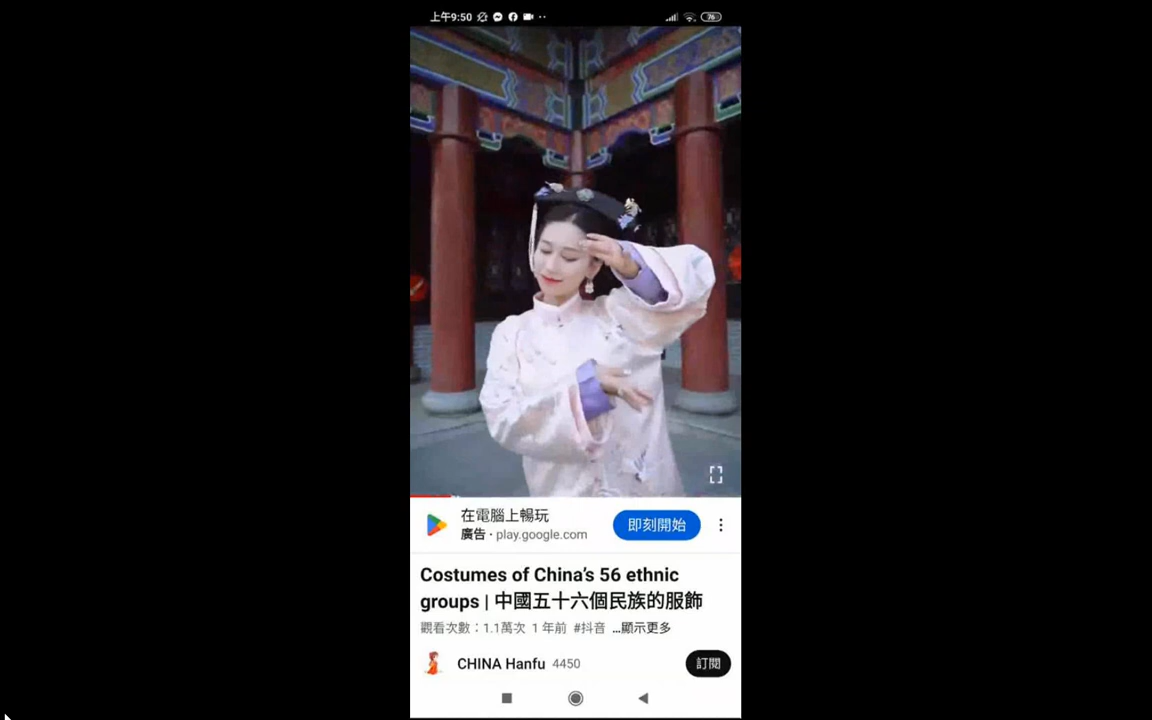 上午9:50
76
在電腦上暢玩
廣告 · play.google.com
即刻開始
Costumes of China's 56 ethnic
groups | 中國五十六個民族的服飾
觀看次數：1.1萬次 1 年前 #抖音 ...顯示更多
CHINA Hanfu 4450
訂閱